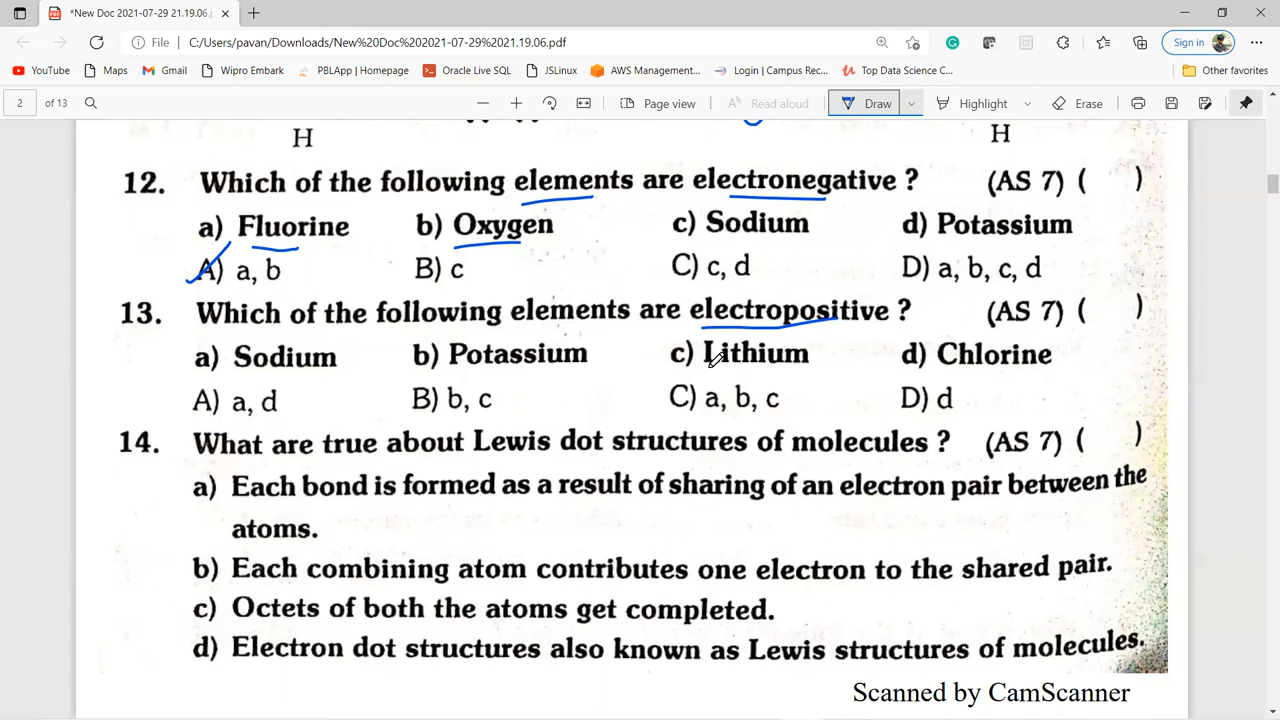 *New Doc 2021-07-29 21.19.06.p
File C:/Users/pavan/Downloads/New%20Doc%202021-07-29%2021.19.06.pdf Sign in
YouTube Maps Gmail Wipro Embark PBLApp | Homepage Oracle Live SQL JSLinux AWS Management... Login | Campus Rec... Top Data Science C... Other favorites
2 of 13 Page view Read aloud Draw Highlight Erase
H H
12. Which of the following elements are electronegative ? (AS 7) ( )
a) Fluorine b) Oxygen c) Sodium d) Potassium
A) a, b B) c C) c, d D) a, b, c, d
13. Which of the following elements are electropositive ? (AS 7) ( )
a) Sodium b) Potassium c) Lithium d) Chlorine
A) a, d B) b, c C) a, b, c D) d
14. What are true about Lewis dot structures of molecules ? (AS 7) ( )
a) Each bond is formed as a result of sharing of an electron pair between the
atoms.
b) Each combining atom contributes one electron to the shared pair.
c) Octets of both the atoms get completed.
d) Electron dot structures also known as Lewis structures of molecules.
Scanned by CamScanner